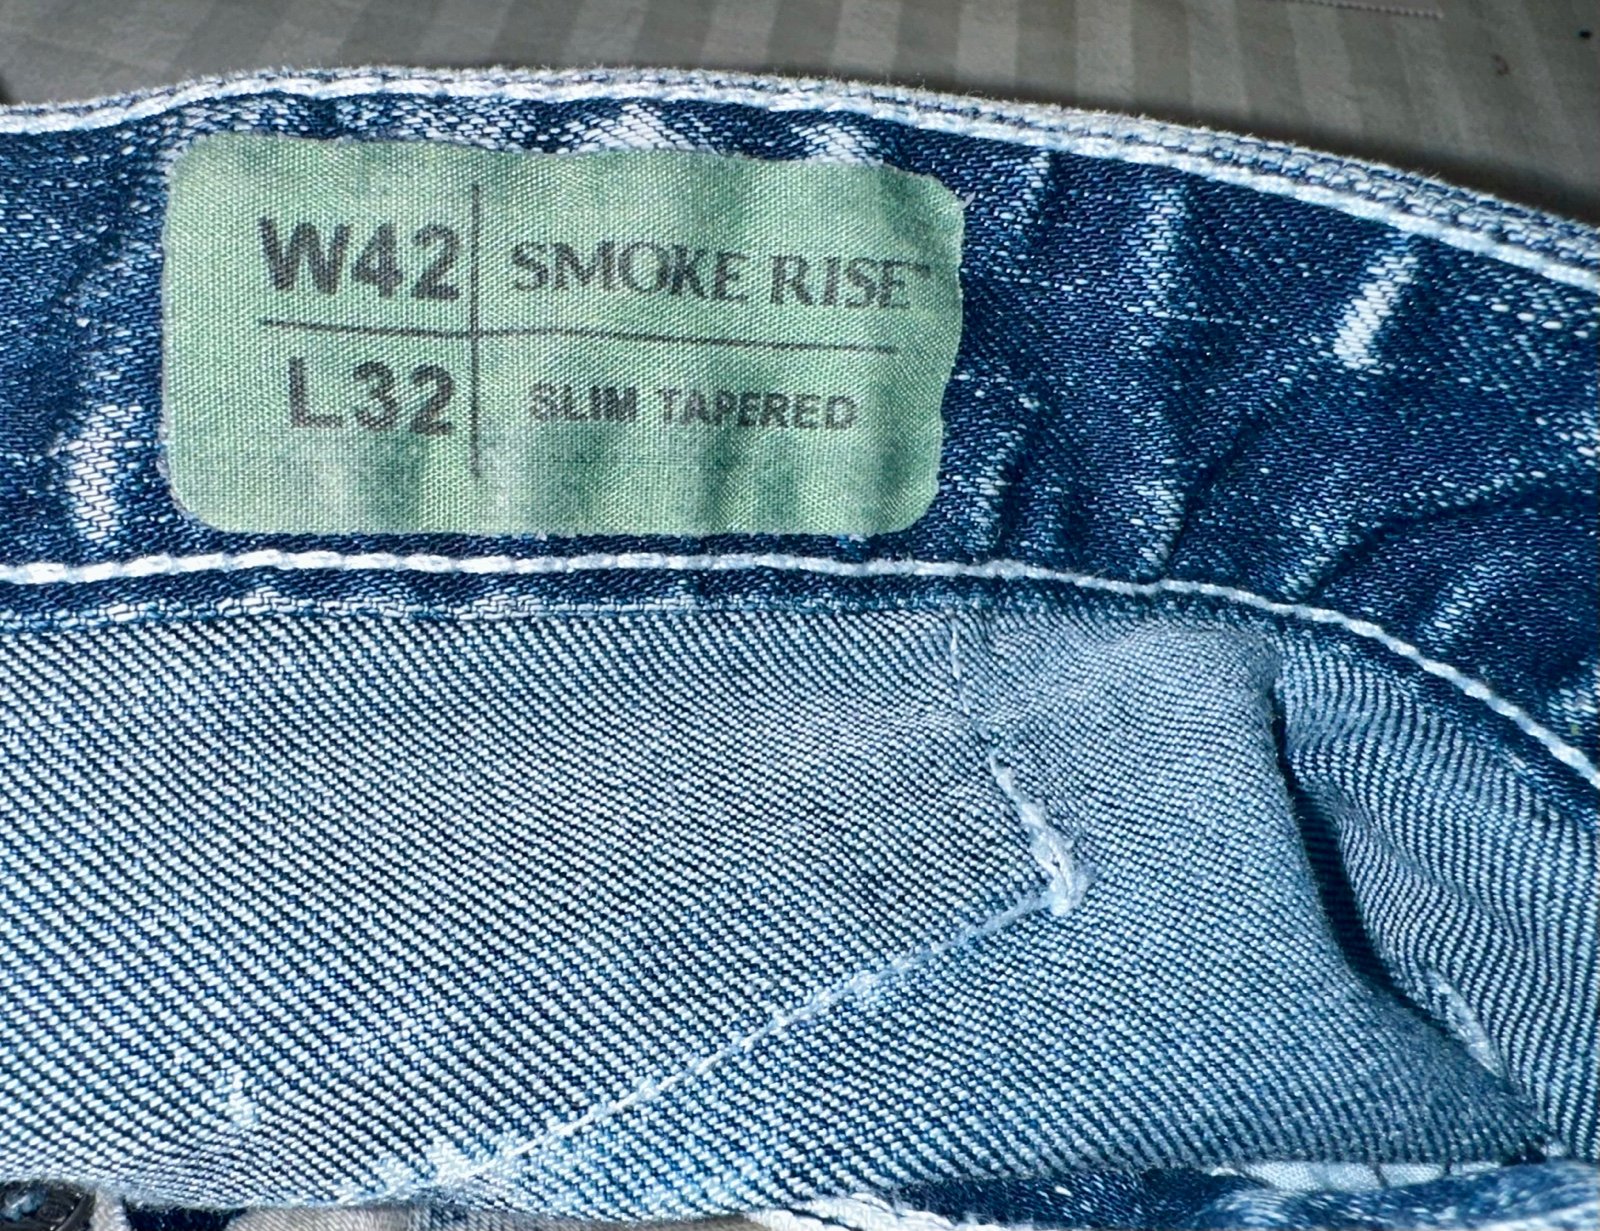 W42 SMOKE RISE™
L32 SLIM TAPERED